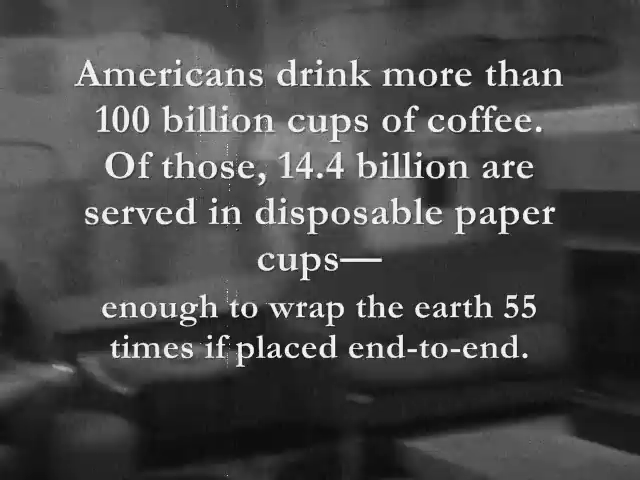 Americans drink more than
100 billion cups of coffee.
Of those, 14.4 billion are
served in disposable paper
cups—
enough to wrap the earth 55
times if placed end-to-end.